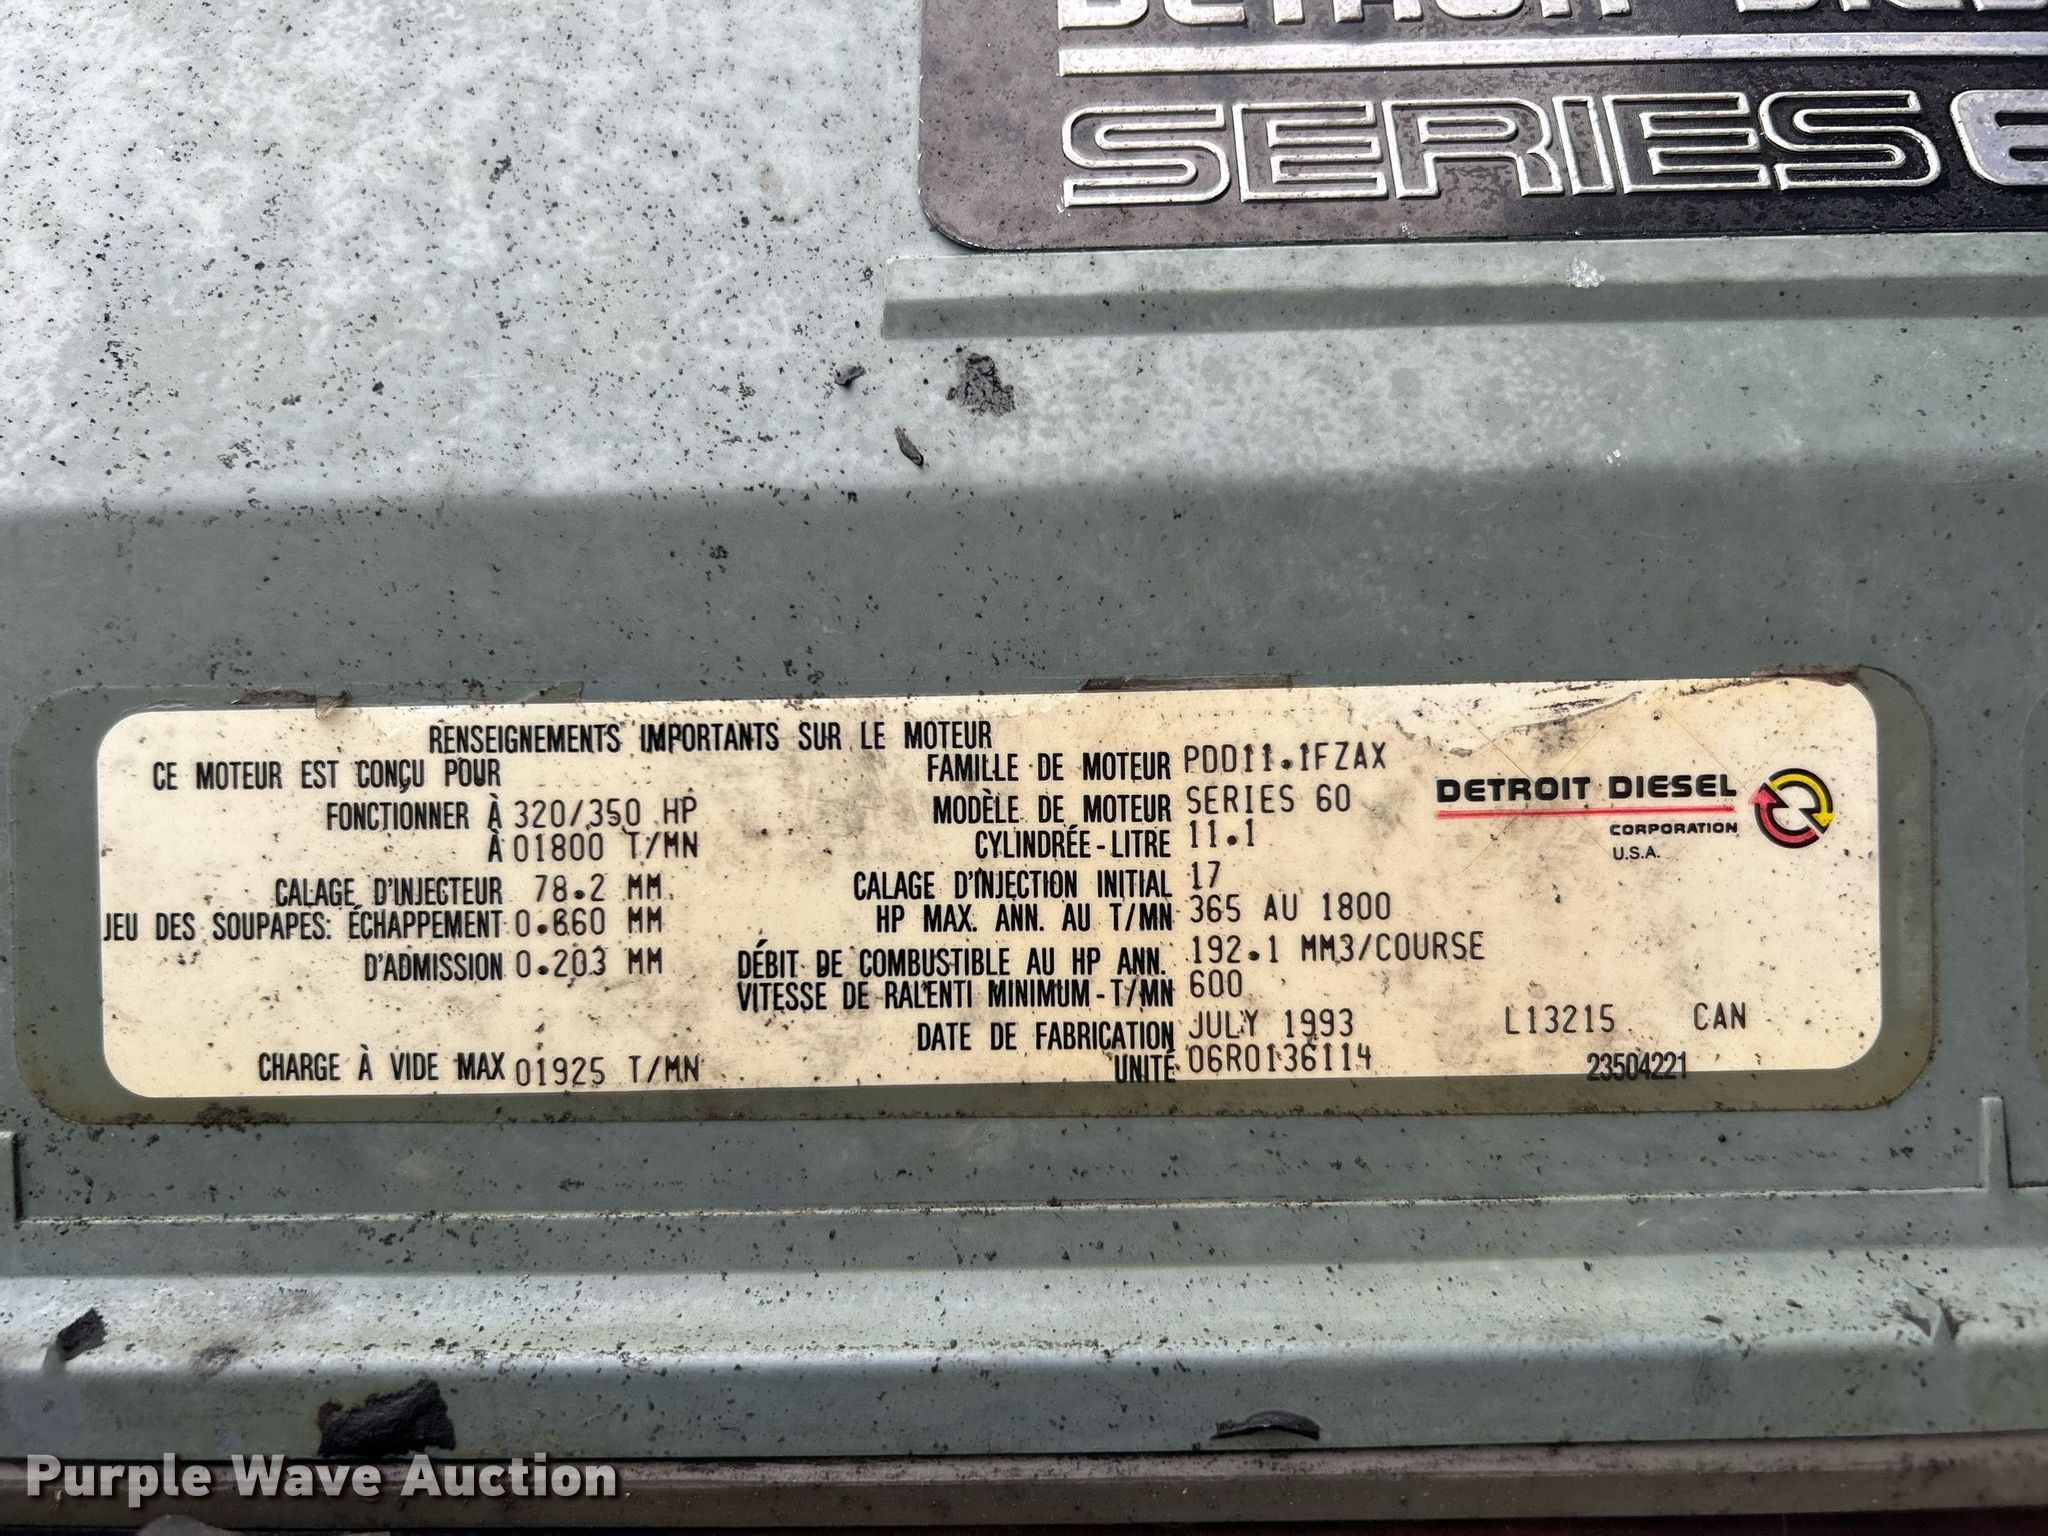 DETROIT DIESEL
SERIES 6
RENSEIGNEMENTS IMPORTANTS SUR LE MOTEUR
CE MOTEUR EST CONÇU POUR
FONCTIONNER À 320/350 HP
À 01800 T/MN
CALAGE D'INJECTEUR 78.2 MM
JEU DES SOUPAPES: ÉCHAPPEMENT 0.660 MM
D'ADMISSION 0.203 MM
CHARGE À VIDE MAX 01925 T/MN
FAMILLE DE MOTEUR PDD11.1FZAX
MODÈLE DE MOTEUR SERIES 60
CYLINDRÉE-LITRE 11.1
CALAGE D'INJECTION INITIAL 17
HP MAX. ANN. AU T/MN 365 AU 1800
DÉBIT DE COMBUSTIBLE AU HP ANN. 192.1 MM3/COURSE
VITESSE DE RALENTI MINIMUM-T/MN 600
DATE DE FABRICATION JULY 1993
UNITÉ 06R0136114
DETROIT DIESEL
CORPORATION
U.S.A.
L13215 CAN
23504221
Purple Wave Auction